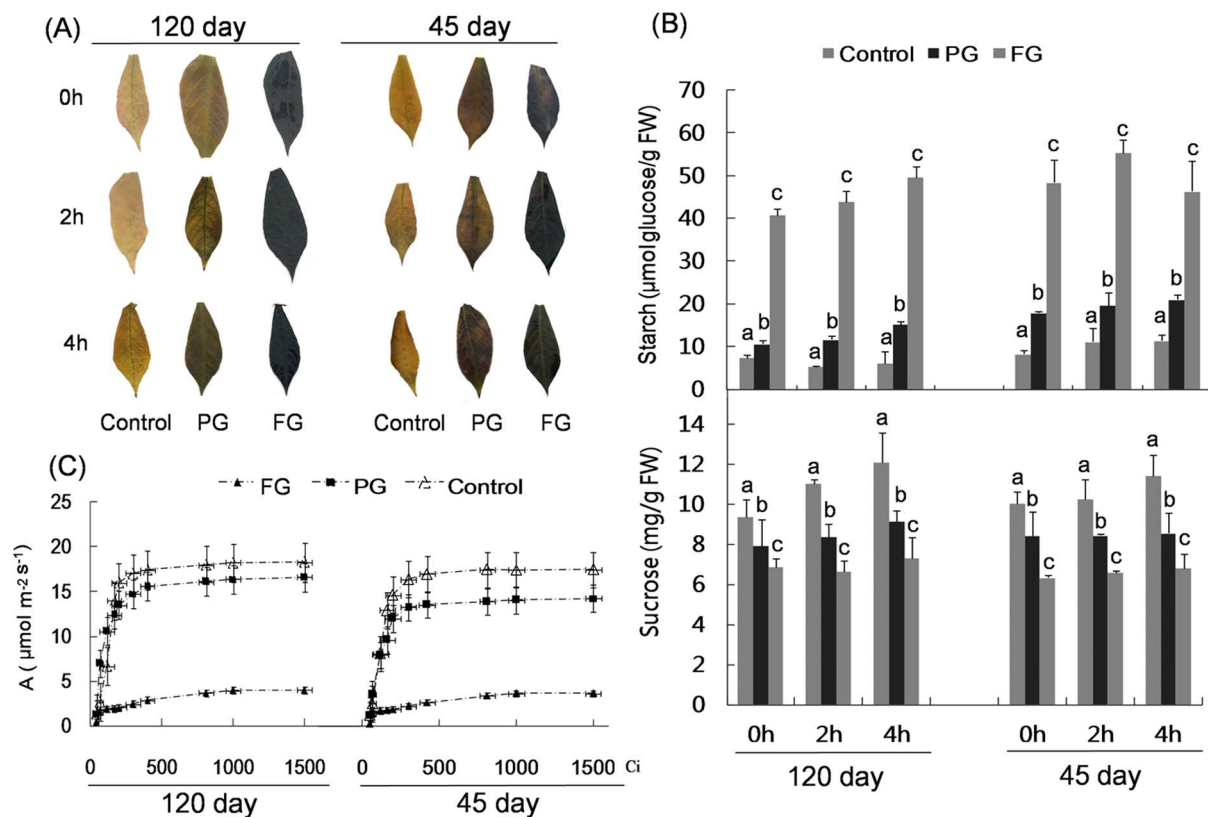 (A)
120 day
45 day
0h
2h
4h
Control PG FG
Control PG FG
(B)
Control PG FG
Starch (μmol glucose/g FW)
70
60
50
40
30
20
10
0
a b c
a b c
a b c
a b c
a b c
a b c
Sucrose (mg/g FW)
14
12
10
8
6
4
2
0
a b c
a b c
a b c
a b c
a b c
a b c
0h 2h 4h 0h 2h 4h
120 day 45 day
(C)
FG PG Control
A ( μmol m-2 s-1)
25
20
15
10
5
0
0 500 1000 1500 0 500 1000 1500 Ci
120 day 45 day